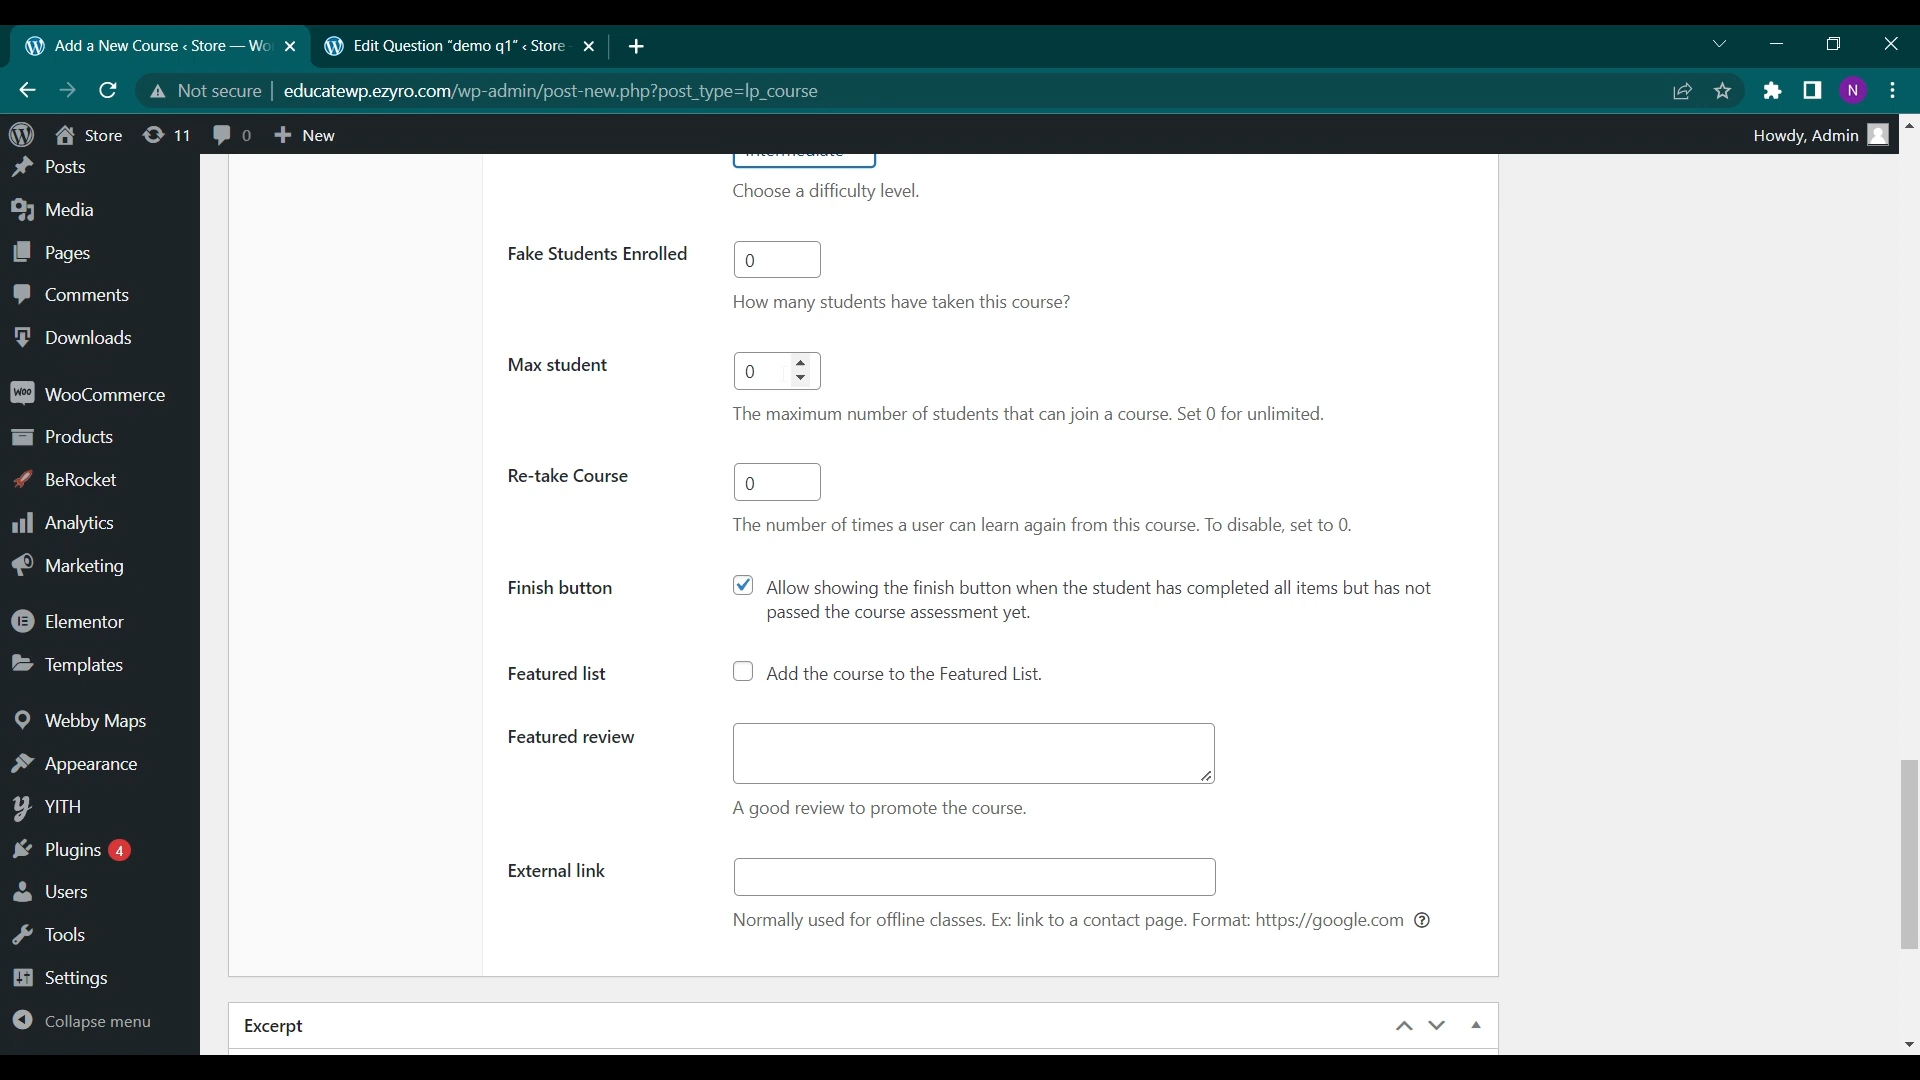 Add a New Course ‹ Store — Wo
Edit Question "demo q1" ‹ Store
Not secure
educatewp.ezyro.com/wp-admin/post-new.php?post_type=lp_course
N
Store
11
0
New
Howdy, Admin
Posts
Media
Pages
Comments
Downloads
Woo
WooCommerce
Products
BeRocket
Analytics
Marketing
Elementor
Templates
Webby Maps
Appearance
YITH
Plugins 4
Users
Tools
Settings
Collapse menu
Choose a difficulty level.
Fake Students Enrolled
0
How many students have taken this course?
Max student
0
The maximum number of students that can join a course. Set 0 for unlimited.
Re-take Course
0
The number of times a user can learn again from this course. To disable, set to 0.
Finish button
Allow showing the finish button when the student has completed all items but has not
passed the course assessment yet.
Featured list
Add the course to the Featured List.
Featured review
A good review to promote the course.
External link
Normally used for offline classes. Ex: link to a contact page. Format: https://google.com
Excerpt